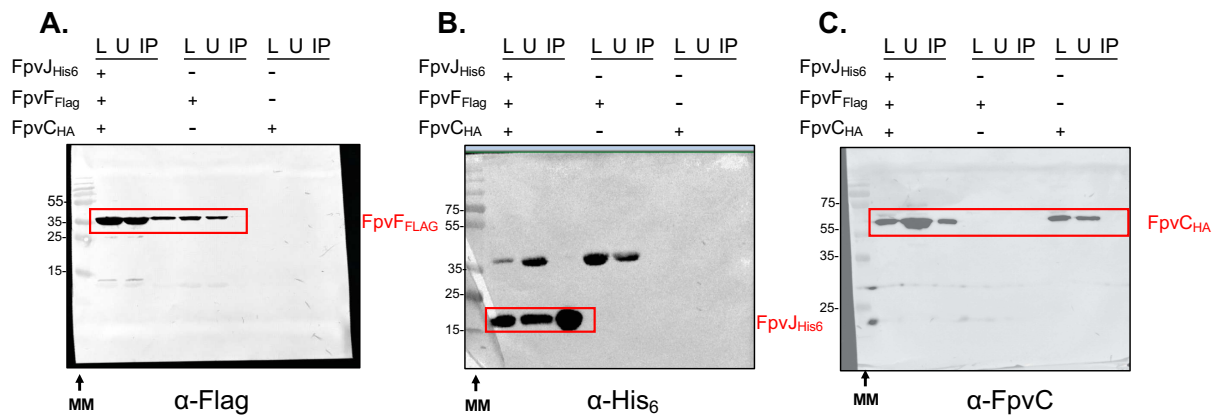 A.
L U IP L U IP L U IP
FpvJHis6 + - -
FpvFFlag + + -
FpvCHA + - +
55-
35-
25-
15-
FpvFFLAG
MM
α-Flag
B.
L U IP L U IP L U IP
FpvJHis6 + - -
FpvFFlag + + -
FpvCHA + - +
75-
55-
35-
25-
15-
FpvJHis6
MM
α-His6
C.
L U IP L U IP L U IP
FpvJHis6 + - -
FpvFFlag + + -
FpvCHA + - +
75-
55-
25-
FpvCHA
MM
α-FpvC